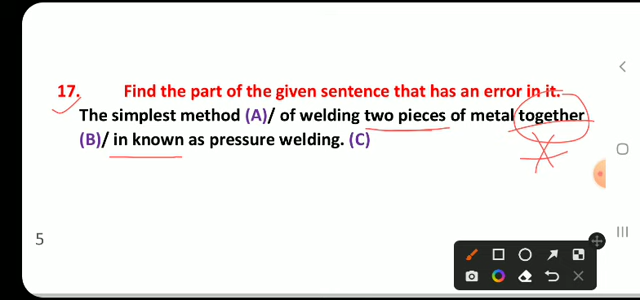 17. Find the part of the given sentence that has an error in it.
The simplest method (A)/ of welding two pieces of metal together
(B)/ in known as pressure welding. (C)
5